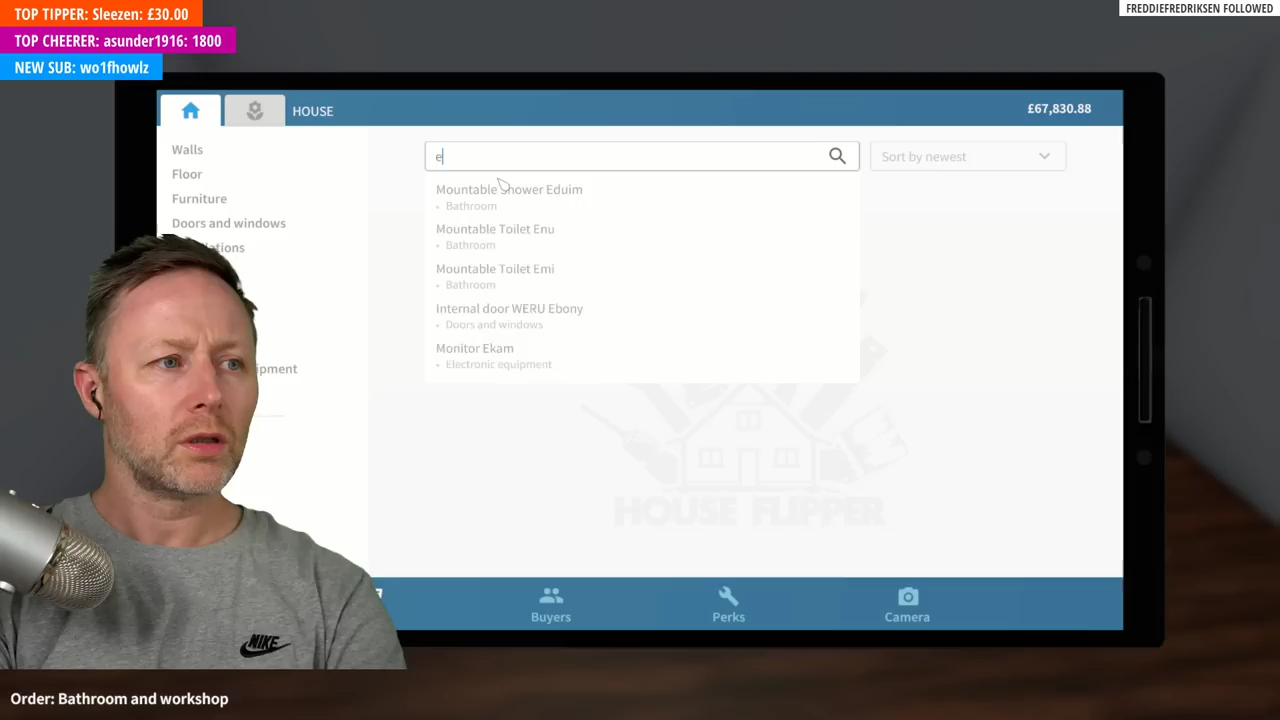 TOP TIPPER: Sleezen: £30.00
FREDDIEFREDRIKSEN FOLLOWED
TOP CHEERER: asunder1916: 1800
NEW SUB: wo1fhowlz
HOUSE
£67,830.88
Walls
Floor
Furniture
Doors and windows
e
Sort by newest
Mountable Shower Eduim
• Bathroom
Mountable Toilet Enu
• Bathroom
Mountable Toilet Emi
• Bathroom
Internal door WERU Ebony
• Doors and windows
Monitor Ekam
• Electronic equipment
HOUSE FLIPPER
Buyers
Perks
Camera
NIKE
Order: Bathroom and workshop